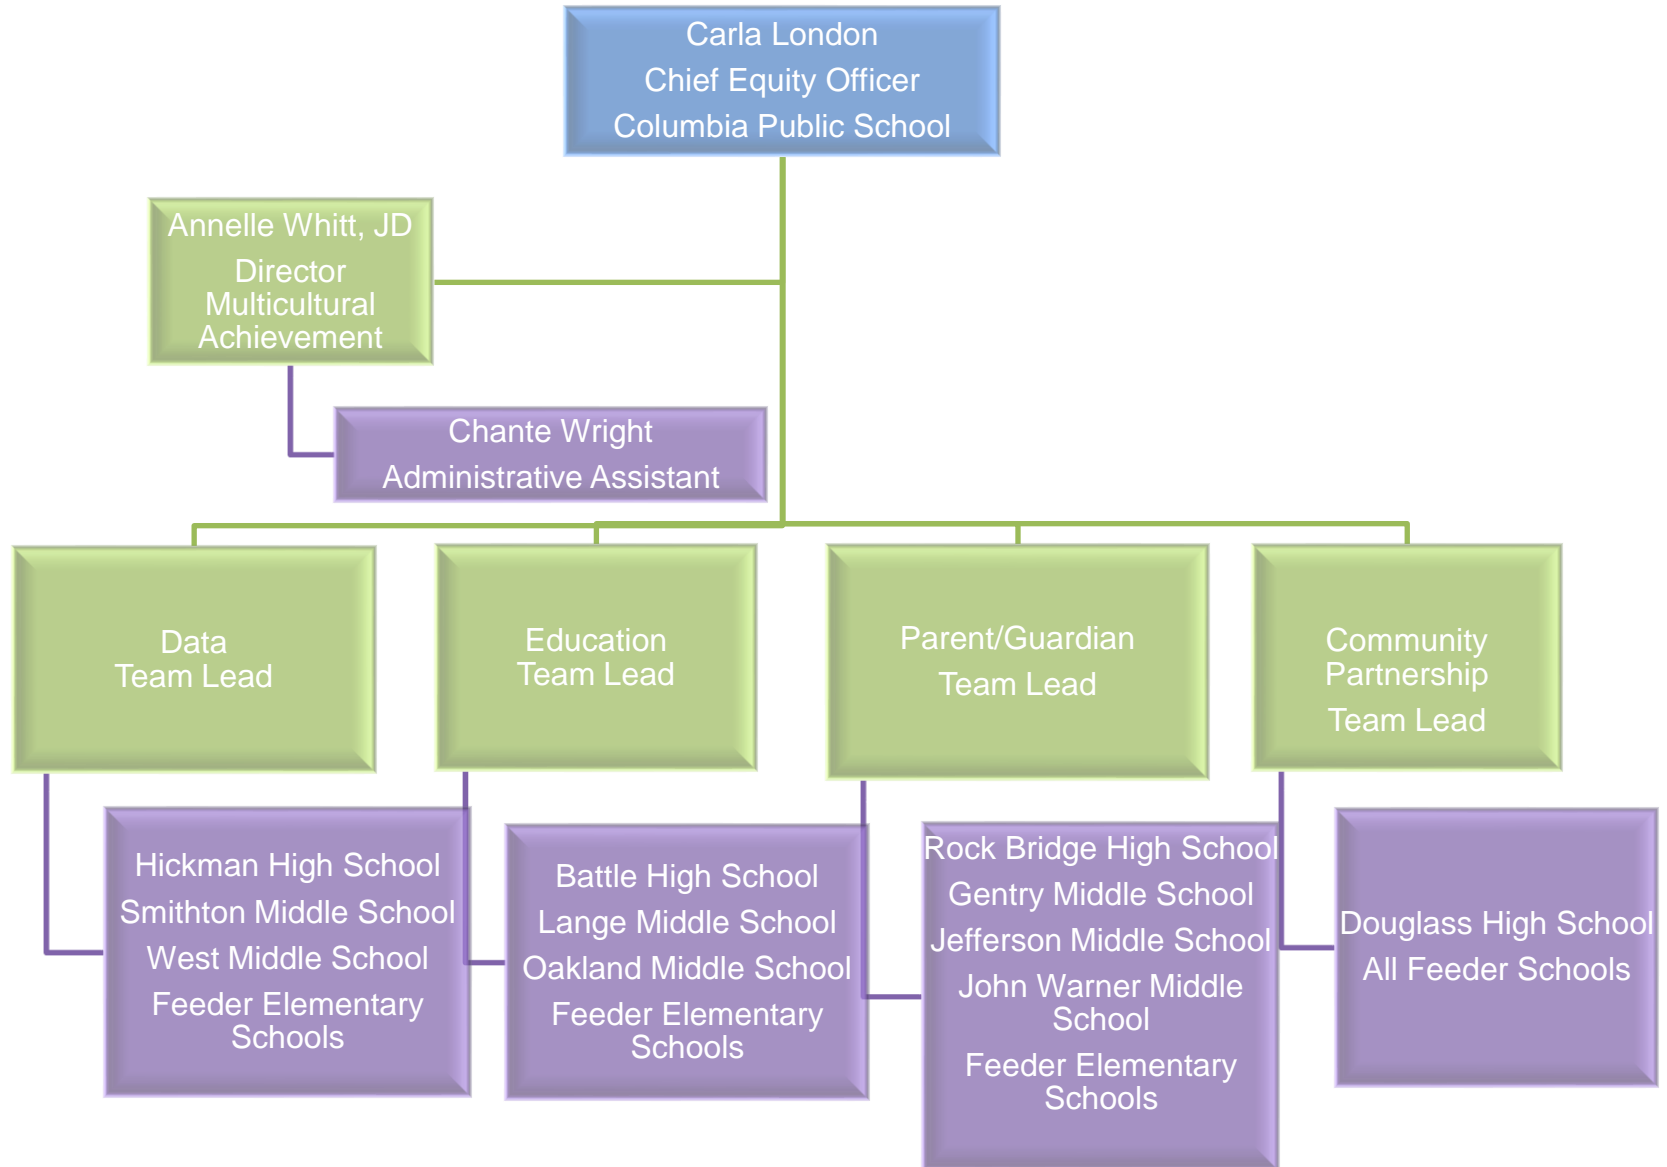 Carla London
Chief Equity Officer
Columbia Public School
Annelle Whitt, JD
Director
Multicultural
Achievement
Chante Wright
Administrative Assistant
Data
Team Lead
Education
Team Lead
Parent/Guardian
Team Lead
Community
Partnership
Team Lead
Hickman High School
Smithton Middle School
West Middle School
Feeder Elementary
Schools
Battle High School
Lange Middle School
Oakland Middle School
Feeder Elementary
Schools
Rock Bridge High School
Gentry Middle School
Jefferson Middle School
John Warner Middle
School
Feeder Elementary
Schools
Douglass High School
All Feeder Schools